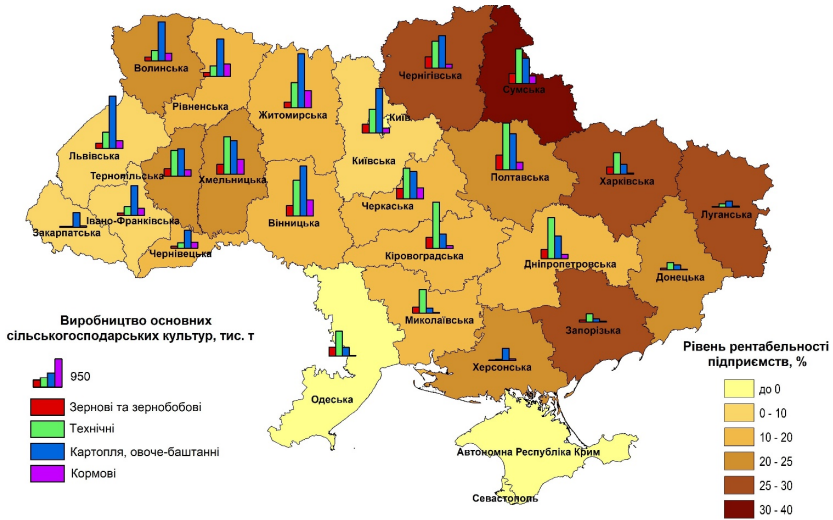 Волинська
Рівненська
Житомирська
Київ
Київська
Чернігівська
Сумська
Львівська
Тернопільська
Хмельницька
Полтавська
Харківська
Луганська
Івано-Франківська
Закарпатська
Чернівецька
Вінницька
Черкаська
Кіровоградська
Дніпропетровська
Донецька
Миколаївська
Запорізька
Херсонська
Одеська
Автономна Республіка Крим
Севастополь
Виробництво основних
сільськогосподарських культур, тис. т
950
Зернові та зернобобові
Технічні
Картопля, овоче-баштанні
Кормові
Рівень рентабельності
підприємств, %
до 0
0 - 10
10 - 20
20 - 25
25 - 30
30 - 40